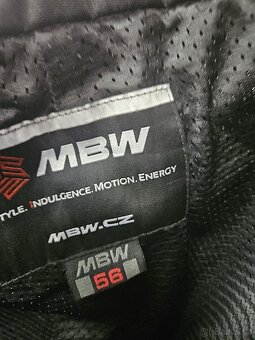 MBW
TYLE. INDULGENCE. MOTION. ENERGY
MBW.CZ
MBW
56